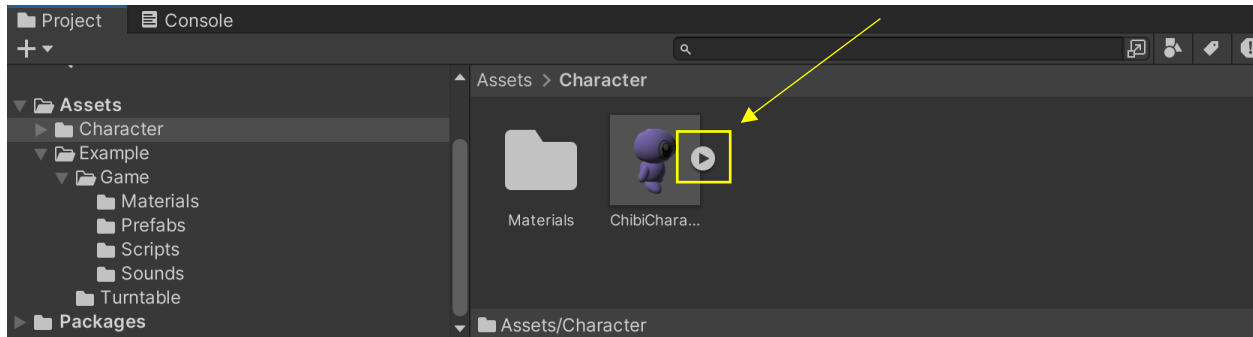 Project Console
Assets > Character
Assets
Character
Example
Game
Materials
Prefabs
Scripts
Sounds
Turntable
Packages
Materials ChibiChara...
Assets/Character